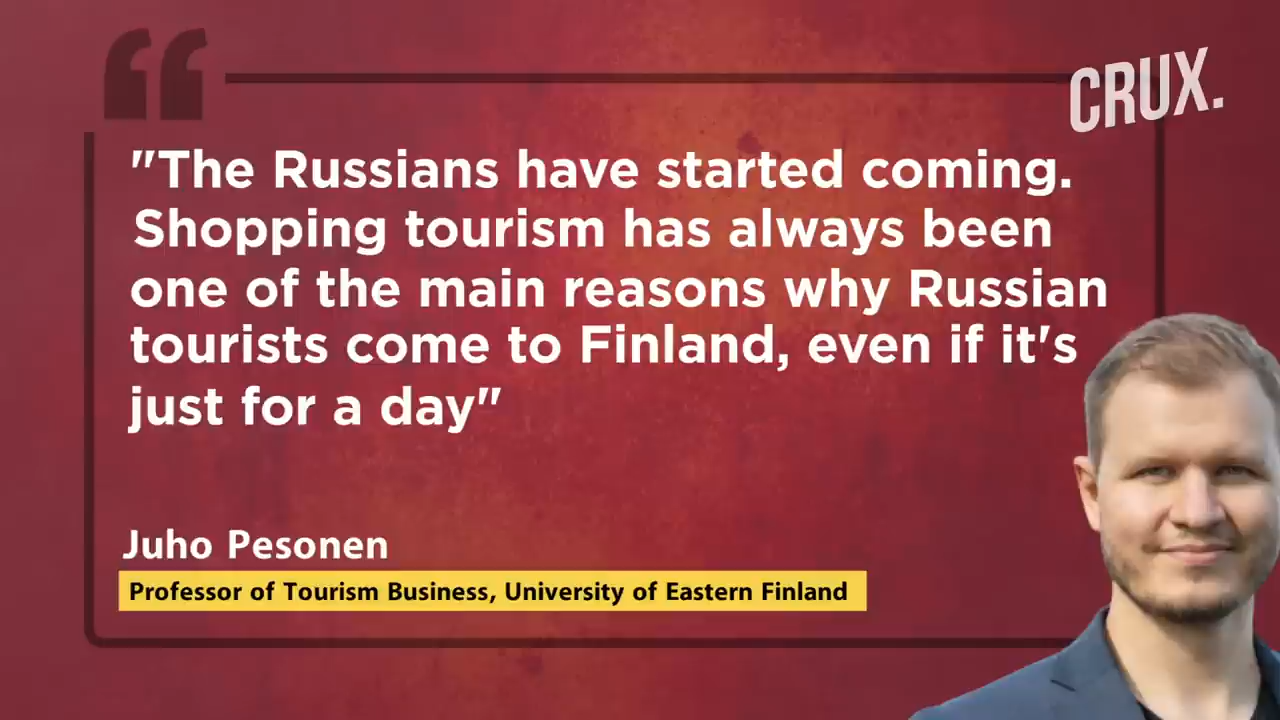 CRUX.
"The Russians have started coming.
Shopping tourism has always been
one of the main reasons why Russian
tourists come to Finland, even if it's
just for a day"
Juho Pesonen
Professor of Tourism Business, University of Eastern Finland